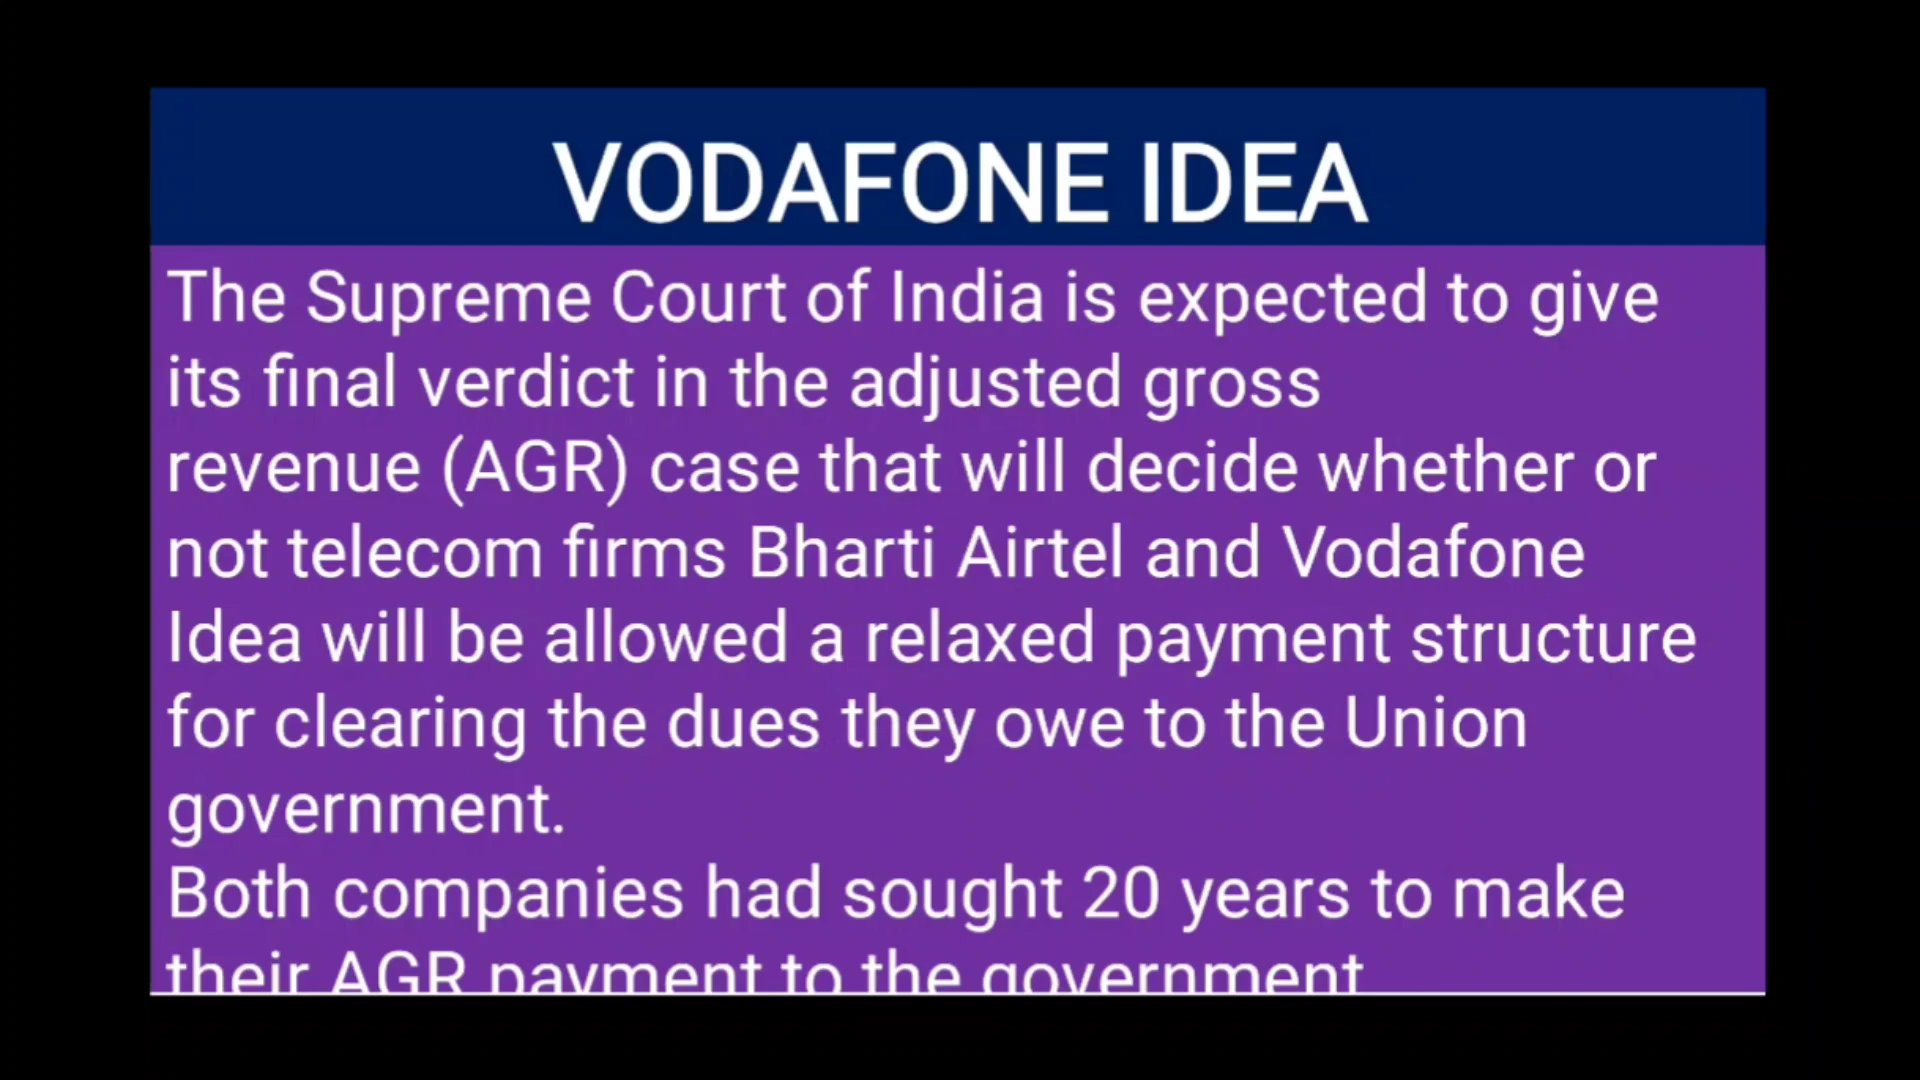 VODAFONE IDEA
The Supreme Court of India is expected to give
its final verdict in the adjusted gross
revenue (AGR) case that will decide whether or
not telecom firms Bharti Airtel and Vodafone
Idea will be allowed a relaxed payment structure
for clearing the dues they owe to the Union
government.
Both companies had sought 20 years to make
their AGR payment to the government